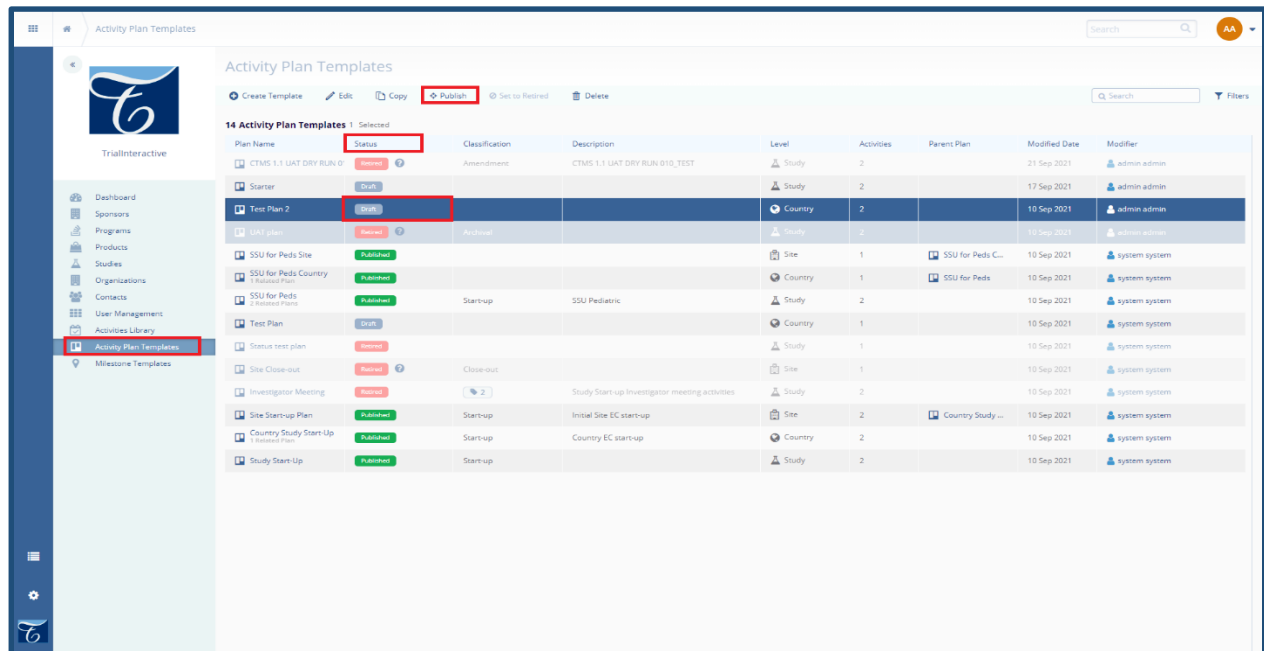 Activity Plan Templates Search AA
TrialInteractive
Dashboard
Sponsors
Programs
Products
Studies
Organizations
Contacts
User Management
Activities Library
Activity Plan Templates
Milestone Templates
Activity Plan Templates
Create Template Edit Copy Publish Set to Retired Delete Search Filters
14 Activity Plan Templates 1 Selected
Plan Name Status Classification Description Level Activities Parent Plan Modified Date Modifier
CTMS 1.1 UAT DRY RUN 0 Retired ? Amendment CTMS 1.1 UAT DRY RUN 010_TEST Study 2 21 Sep 2021 admin admin
Starter Draft Study 2 17 Sep 2021 admin admin
Test Plan 2 Draft Country 2 10 Sep 2021 admin admin
UAT plan Retired ? Archival Study 2 10 Sep 2021 admin admin
SSU for Peds Site Published Site 1 SSU for Peds C... 10 Sep 2021 system system
SSU for Peds Country Published Country 1 SSU for Peds 10 Sep 2021 system system
1 Related Plan
SSU for Peds Published Start-up SSU Pediatric Study 2 10 Sep 2021 system system
2 Related Plans
Test Plan Draft Country 1 10 Sep 2021 system system
Status test plan Retired Study 1 10 Sep 2021 system system
Site Close-out Retired ? Close-out Site 1 10 Sep 2021 system system
Investigator Meeting Retired 2 Study Start-up Investigator meeting activities Study 2 10 Sep 2021 system system
Site Start-up Plan Published Start-up Initial Site EC start-up Site 2 Country Study ... 10 Sep 2021 system system
Country Study Start-Up Published Start-up Country EC start-up Country 2 10 Sep 2021 system system
1 Related Plan
Study Start-Up Published Start-up Study 2 10 Sep 2021 system system